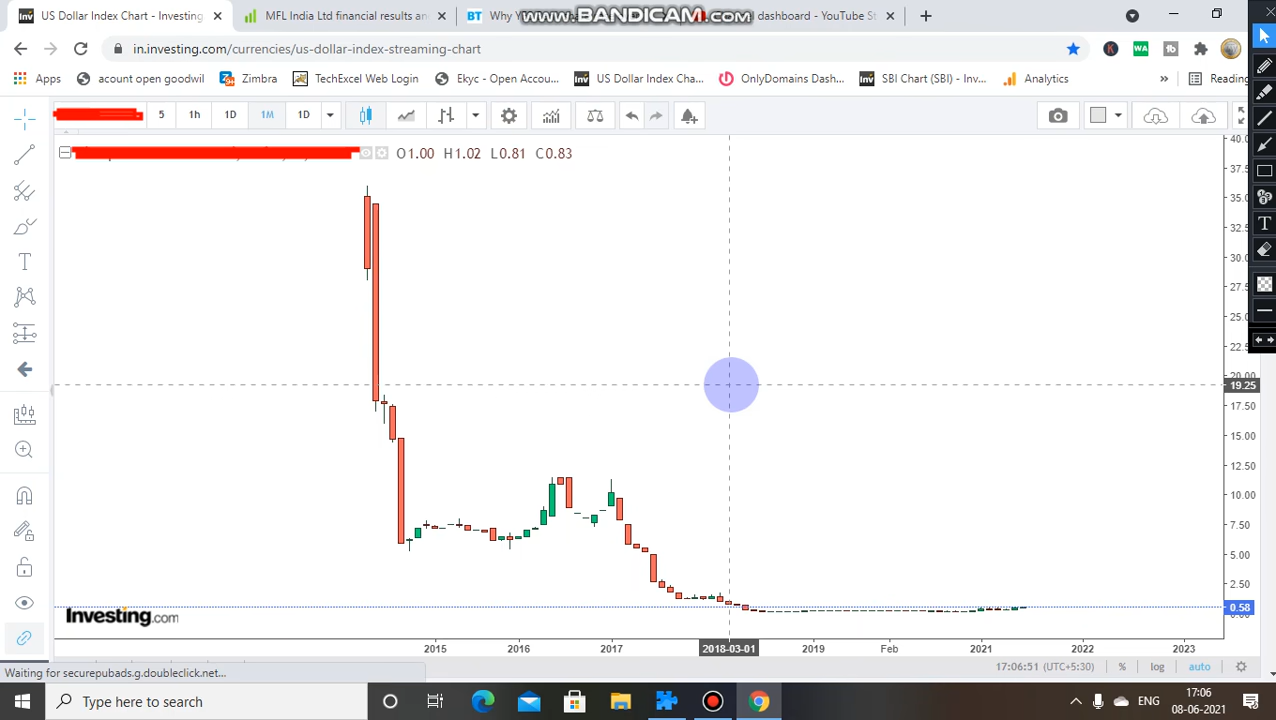 US Dollar Index Chart - Investing
MFL India Ltd financial results an
BT Why Y
www.BANDICAM.com
dashboard - YouTube St
in.investing.com/currencies/us-dollar-index-streaming-chart
Apps
acount open goodwil
Zimbra
TechExcel Web Login
Ekyc - Open Accou...
US Dollar Index Cha...
OnlyDomains Dash...
SBI Chart (SBI) - Inv...
Analytics
Reading
5 1h 1D 1M 1D
O1.00 H1.02 L0.81 C0.83
40.
37.5
35.0
32.5
30.0
27.5
25.0
22.5
20.00
19.25
17.50
15.00
12.50
10.00
7.50
5.00
2.50
0.58
Investing.com
2015 2016 2017 2018-03-01 2019 Feb 2021 2022 2023
17:06:51 (UTC+5:30) % log auto
Waiting for securepubads.g.doubleclick.net...
Type here to search
ENG
17:06
08-06-2021